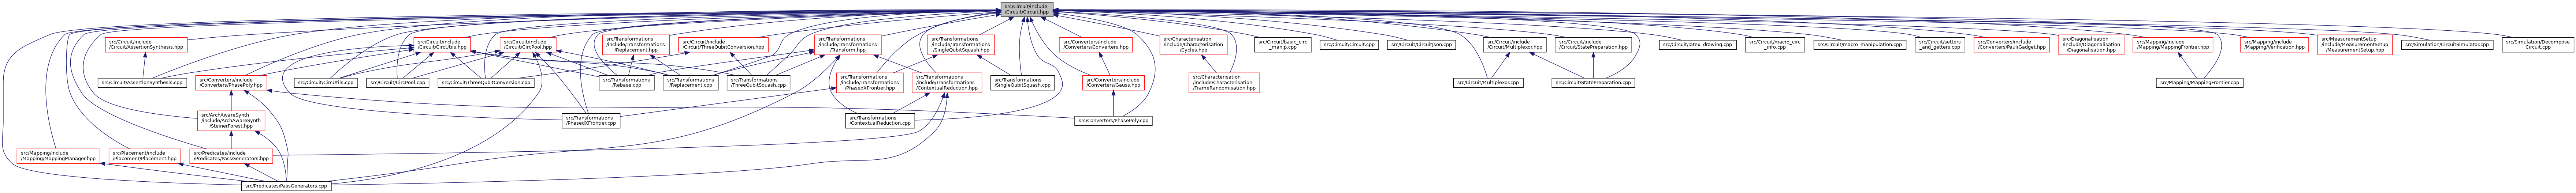 src/Circuit/include
/Circuit/Circuit.hpp
src/Circuit/include
/Circuit/AssertionSynthesis.hpp
src/Circuit/include
/Circuit/CircUtils.hpp
src/Circuit/include
/Circuit/CircPool.hpp
src/Transformations
/include/Transformations
/Replacement.hpp
src/Circuit/include
/Circuit/ThreeQubitConversion.hpp
src/Transformations
/include/Transformations
/Transform.hpp
src/Transformations
/include/Transformations
/SingleQubitSquash.hpp
src/Converters/include
/Converters/Converters.hpp
src/Characterisation
/include/Characterisation
/Cycles.hpp
src/Circuit/basic_circ
_manip.cpp
src/Circuit/Circuit.cpp
src/Circuit/CircuitJson.cpp
src/Circuit/include
/Circuit/Multiplexor.hpp
src/Circuit/include
/Circuit/StatePreparation.hpp
src/Circuit/latex_drawing.cpp
src/Circuit/macro_circ
_info.cpp
src/Circuit/macro_manipulation.cpp
src/Circuit/setters
_and_getters.cpp
src/Converters/include
/Converters/PauliGadget.hpp
src/Diagonalisation
/include/Diagonalisation
/Diagonalisation.hpp
src/Mapping/include
/Mapping/MappingFrontier.hpp
src/Mapping/include
/Mapping/Verification.hpp
src/MeasurementSetup
/include/MeasurementSetup
/MeasurementSetup.hpp
src/Simulation/CircuitSimulator.cpp
src/Simulation/Decompose
Circuit.cpp
src/Circuit/AssertionSynthesis.cpp
src/Converters/include
/Converters/PhasePoly.hpp
src/Circuit/CircUtils.cpp
src/Circuit/CircPool.cpp
src/Circuit/ThreeQubitConversion.cpp
src/Transformations
/Rebase.cpp
src/Transformations
/Replacement.cpp
src/Transformations
/ThreeQubitSquash.cpp
src/Transformations
/include/Transformations
/PhasedXFrontier.hpp
src/Transformations
/include/Transformations
/ContextualReduction.hpp
src/Transformations
/SingleQubitSquash.cpp
src/Converters/include
/Converters/Gauss.hpp
src/Characterisation
/include/Characterisation
/FrameRandomisation.hpp
src/Circuit/Multiplexor.cpp
src/Circuit/StatePreparation.cpp
src/Mapping/MappingFrontier.cpp
src/ArchAwareSynth
/include/ArchAwareSynth
/SteinerForest.hpp
src/Transformations
/PhasedXFrontier.cpp
src/Transformations
/ContextualReduction.cpp
src/Converters/PhasePoly.cpp
src/Mapping/include
/Mapping/MappingManager.hpp
src/Placement/include
/Placement/Placement.hpp
src/Predicates/include
/Predicates/PassGenerators.hpp
src/Predicates/PassGenerators.cpp